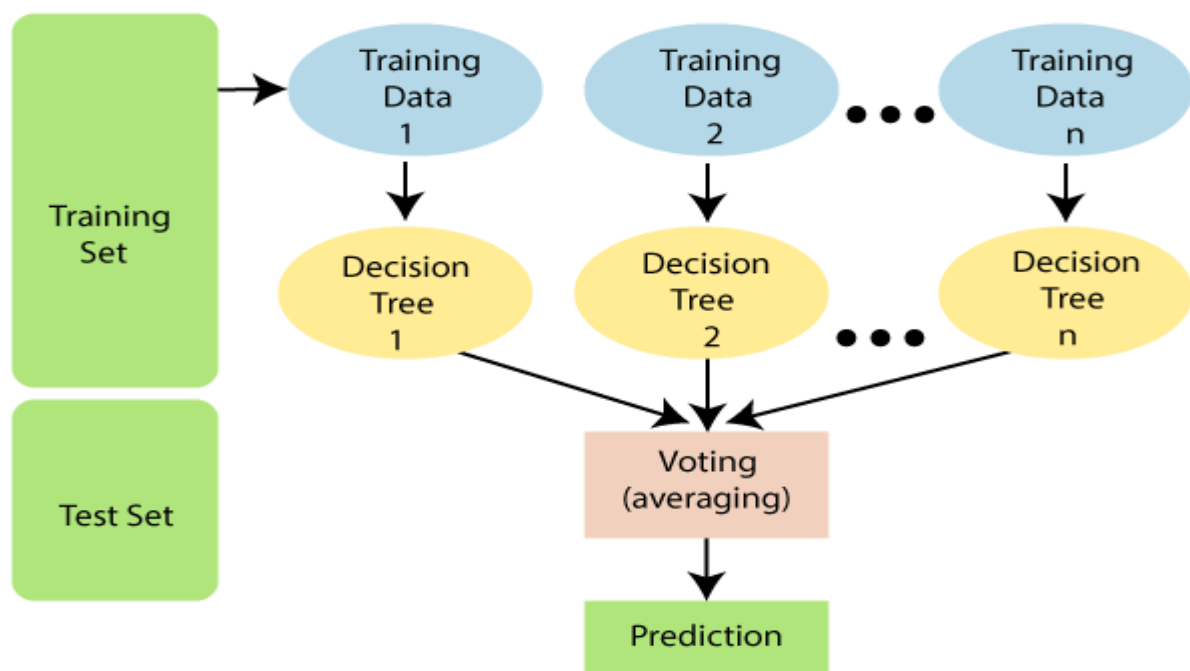 Training
Set
Test Set
Training
Data
1
Training
Data
2
Training
Data
n
Decision
Tree
1
Decision
Tree
2
Decision
Tree
n
Voting
(averaging)
Prediction